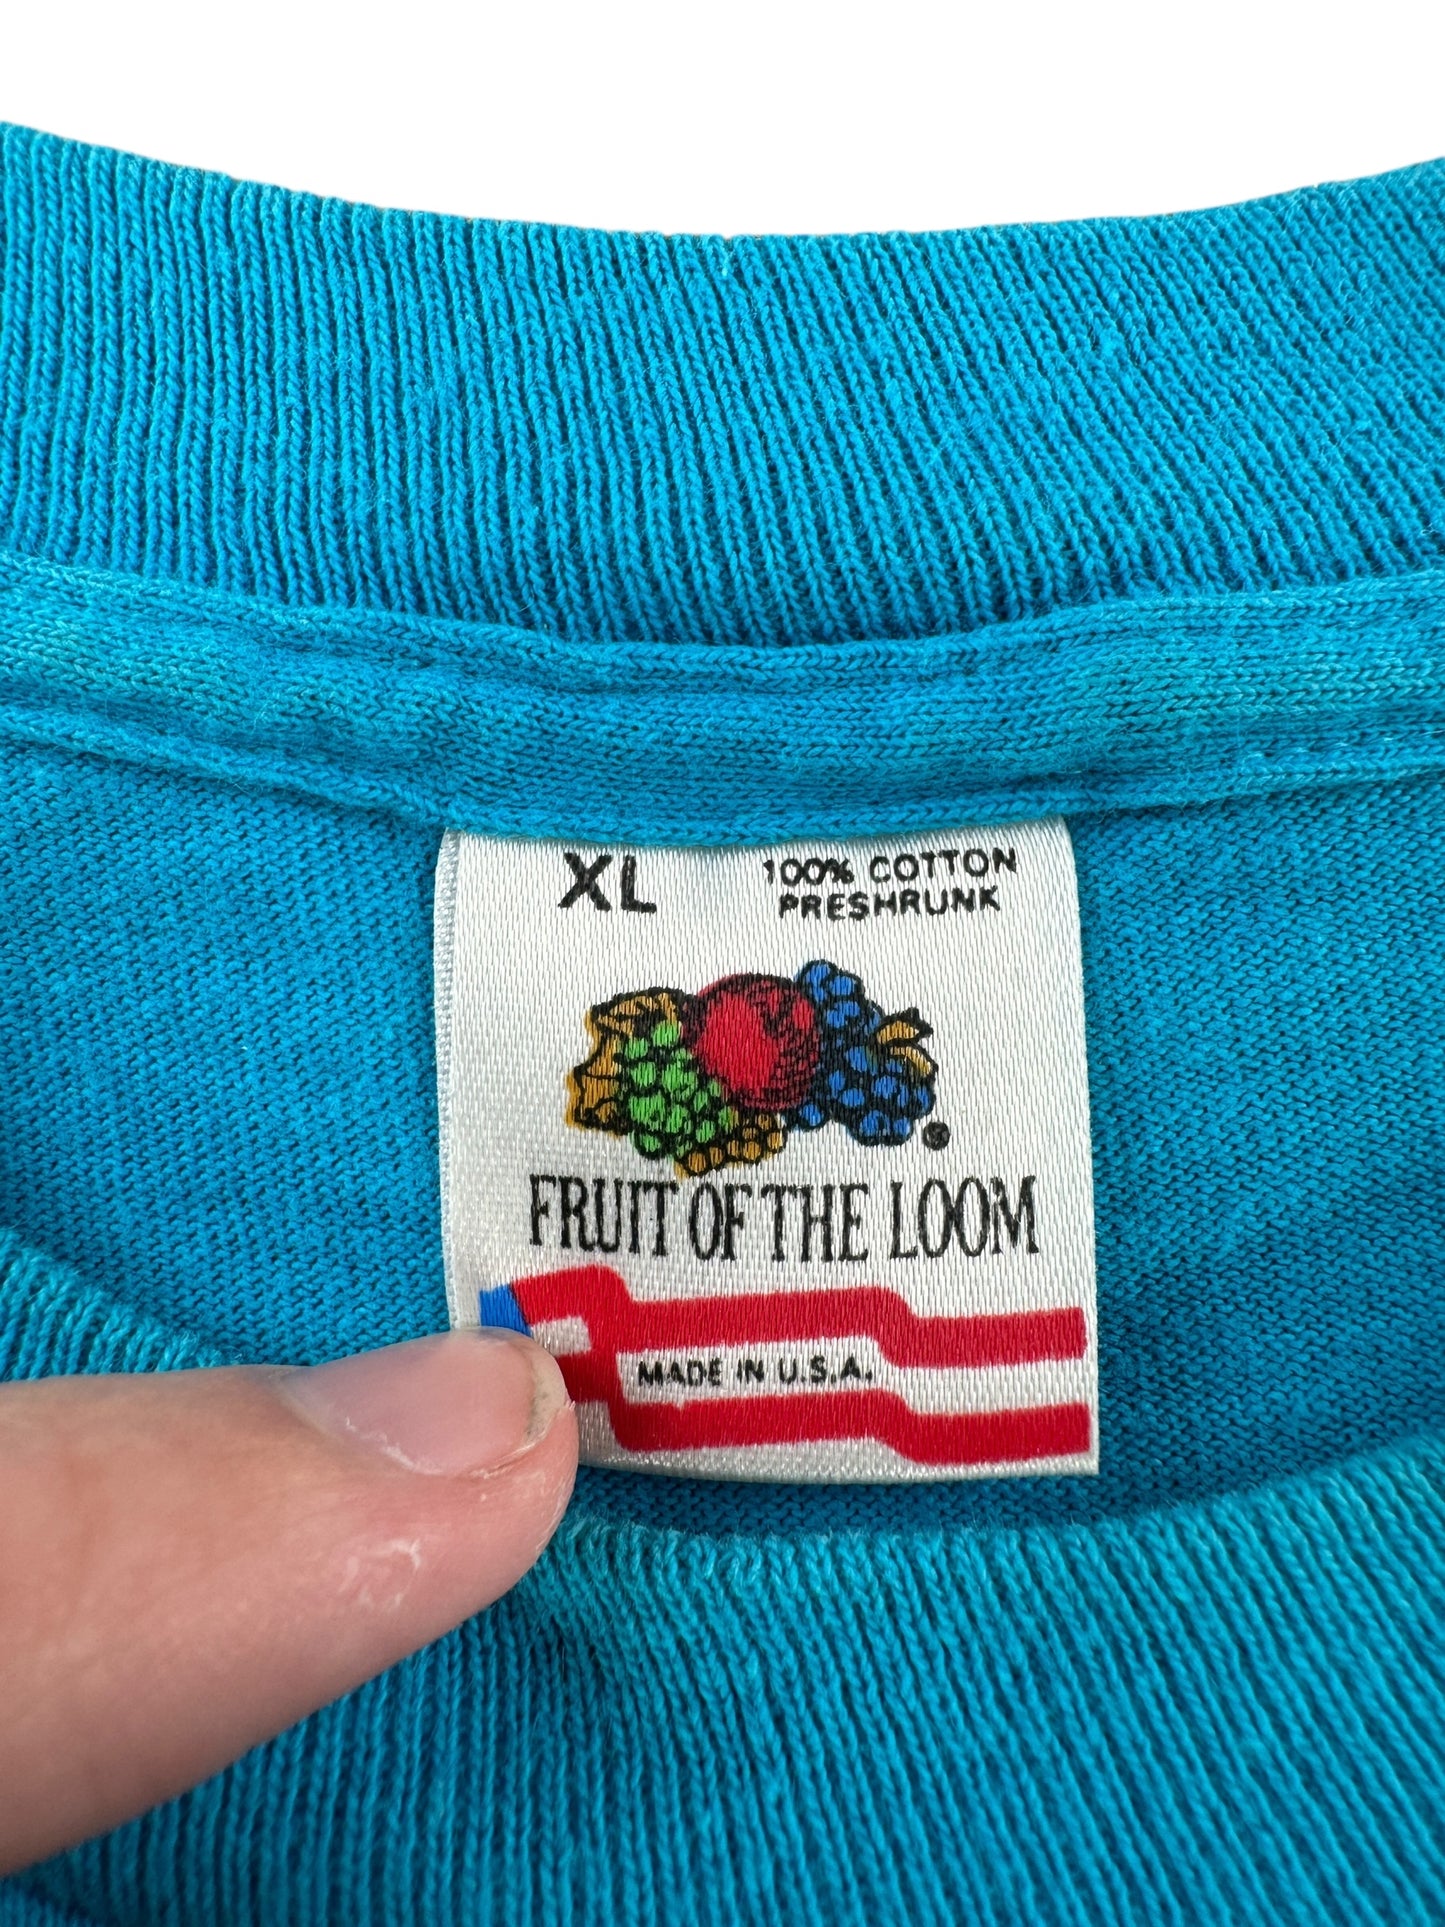 XL
100% COTTON
PRESHRUNK
®
FRUIT OF THE LOOM
MADE IN U.S.A.